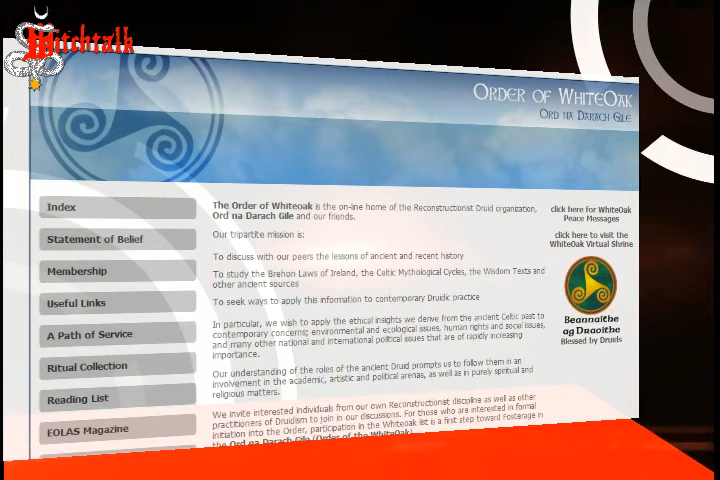 Witchtalk
Order of WhiteOak
Ord na Darach Gile
Index
Statement of Belief
Membership
Useful Links
A Path of Service
Ritual Collection
Reading List
EOLAS Magazine
The Order of Whiteoak is the on-line home of the Reconstructionist Druid organization,
Ord na Darach Gile and our friends.
Our tripartite mission is:
To discuss with our peers the lessons of ancient and recent history
To study the Brehon Laws of Ireland, the Celtic Mythological Cycles, the Wisdom Texts and
other ancient sources
To seek ways to apply this information to contemporary Druidic practice
In particular, we wish to apply the ethical insights we derive from the ancient Celtic past to
contemporary concerns; environmental and ecological issues, human rights and social issues,
and many other national and international political issues that are of rapidly increasing
importance.
Our understanding of the roles of the ancient Druid prompts us to follow them in an
involvement in the academic, artistic and political arenas, as well as in purely spiritual and
religious matters.
We invite interested individuals from our own Reconstructionist discipline as well as other
practitioners of Druidism to join in our discussions. For those who are interested in formal
initiation into the Order, participation in the Whiteoak list is a first step toward Fosterage in
the Ord na Darach Gile (Order of the WhiteOak).
click here for WhiteOak
Peace Messages
click here to visit the
WhiteOak Virtual Shrine
Beannaithe
ag Draoithe
Blessed by Druids